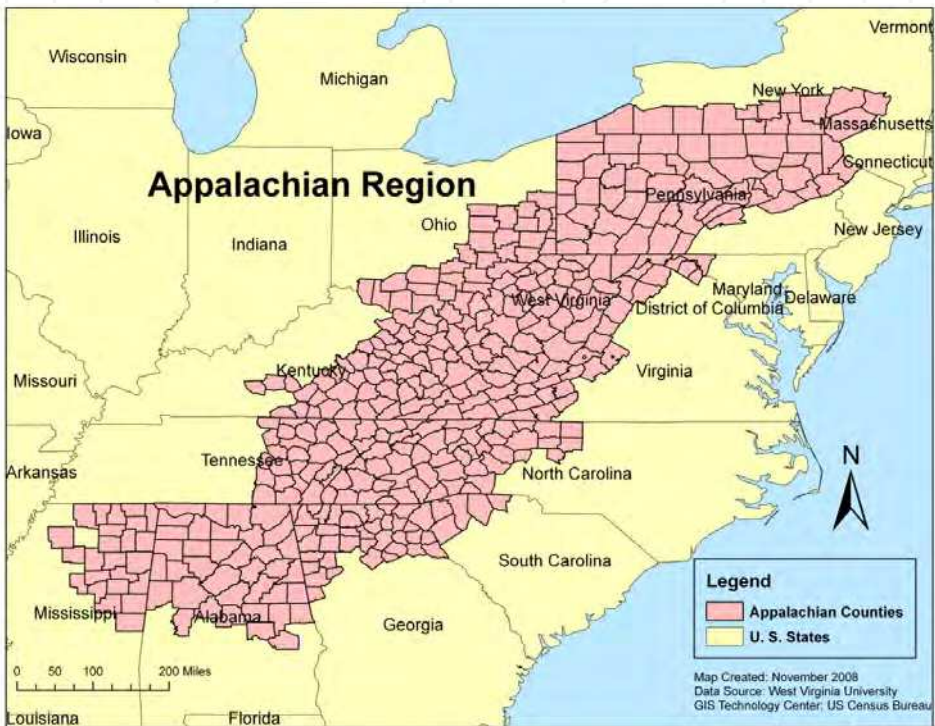 Vermont
Wisconsin
Michigan
New York
Iowa
Massachusetts
Connecticut
Appalachian Region
Pennsylvania
Ohio
New Jersey
Illinois
Indiana
Maryland
West Virginia
Delaware
District of Columbia
Kentucky
Virginia
Missouri
Tennessee
Arkansas
North Carolina
N
South Carolina
Legend
Appalachian Counties
U. S. States
Mississippi
Alabama
Georgia
0 50 100 200 Miles
Map Created: November 2008
Data Source: West Virginia University
GIS Technology Center; US Census Bureau
Louisiana
Florida